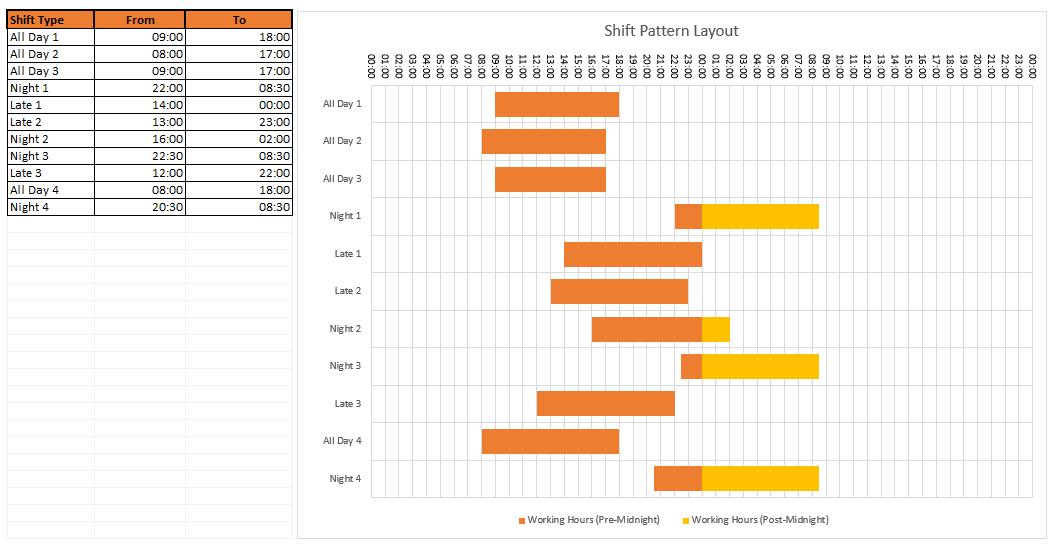 Shift Type From To
All Day 1 09:00 18:00
All Day 2 08:00 17:00
All Day 3 09:00 17:00
Night 1 22:00 08:30
Late 1 14:00 00:00
Late 2 13:00 23:00
Night 2 16:00 02:00
Night 3 22:30 08:30
Late 3 12:00 22:00
All Day 4 08:00 18:00
Night 4 20:30 08:30
Shift Pattern Layout
00:00 01:00 02:00 03:00 04:00 05:00 06:00 07:00 08:00 09:00 10:00 11:00 12:00 13:00 14:00 15:00 16:00 17:00 18:00 19:00 20:00 21:00 22:00 23:00 00:00 01:00 02:00 03:00 04:00 05:00 06:00 07:00 08:00 09:00 10:00 11:00 12:00 13:00 14:00 15:00 16:00 17:00 18:00 19:00 20:00 21:00 22:00 23:00 00:00
All Day 1
All Day 2
All Day 3
Night 1
Late 1
Late 2
Night 2
Night 3
Late 3
All Day 4
Night 4
Working Hours (Pre-Midnight) Working Hours (Post-Midnight)